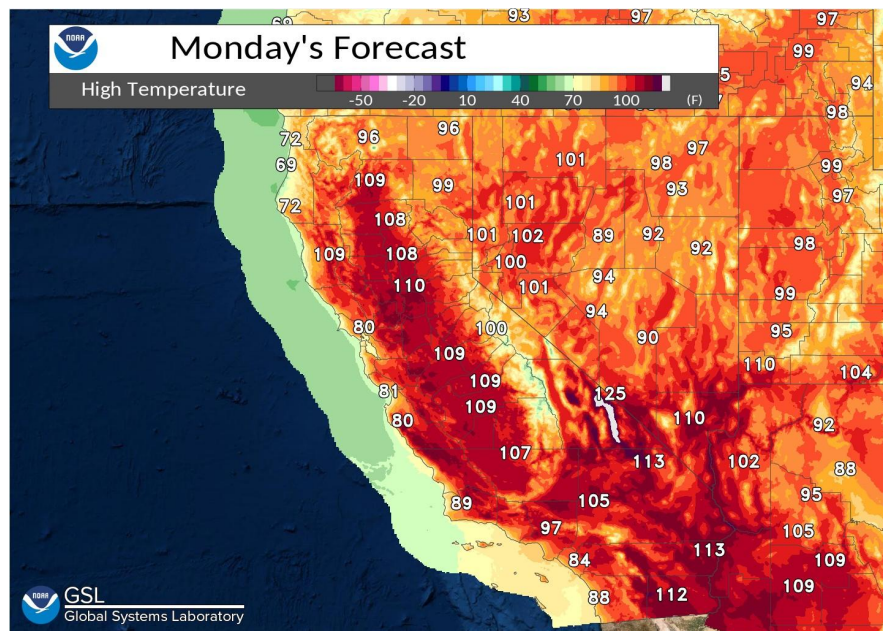 93 97 97
69
NOAA
Monday's Forecast
99
High Temperature
-50 -20 10 40 70 100 (F)
94
98
72 96 96
97
69 101 98 99
109 99 93
97
72 108 101
101 102 89 92
109 108 92 98
100
110 101 94
99
94
80 100 90 95
109 110
109 104
81 125
109
80 110 92
107 113 102 88
89 105 95
97 105
84 113 109
88 112 109
NOAA
GSL
Global Systems Laboratory